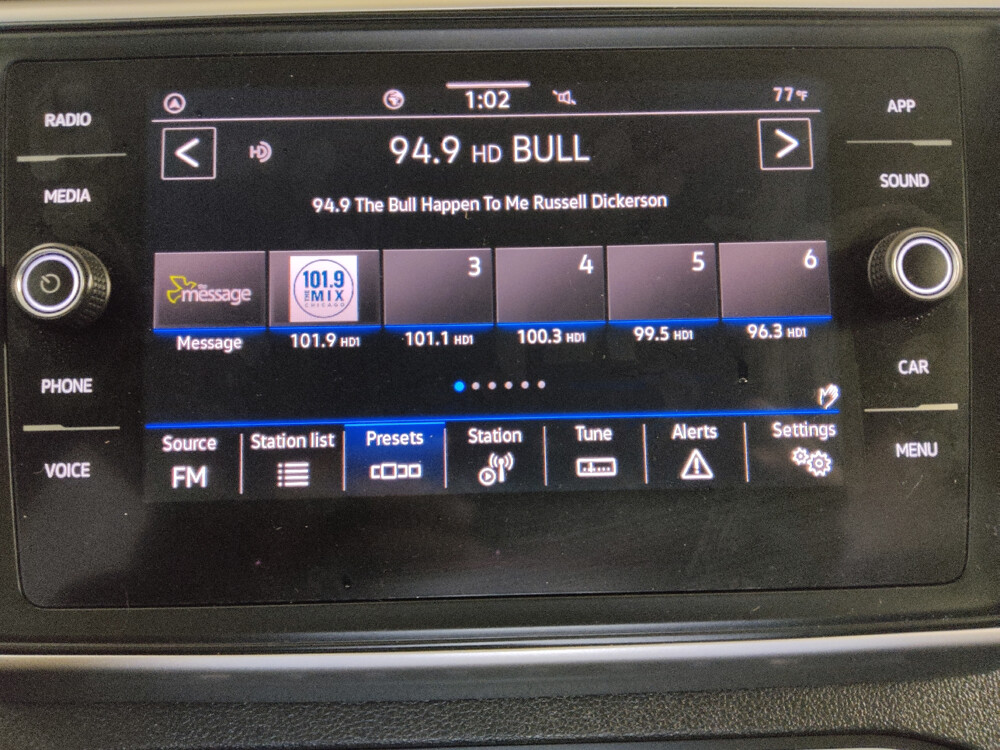 RADIO
MEDIA
PHONE
VOICE
1:02
77°F
<
HD
94.9 HD BULL
>
94.9 The Bull Happen To Me Russell Dickerson
the message
101.9
THE MIX
CHICAGO
3
4
5
6
Message
101.9 HD1
101.1 HD1
100.3 HD1
99.5 HD1
96.3 HD1
Source
FM
Station list
Presets
Station
Tune
Alerts
Settings
APP
SOUND
CAR
MENU